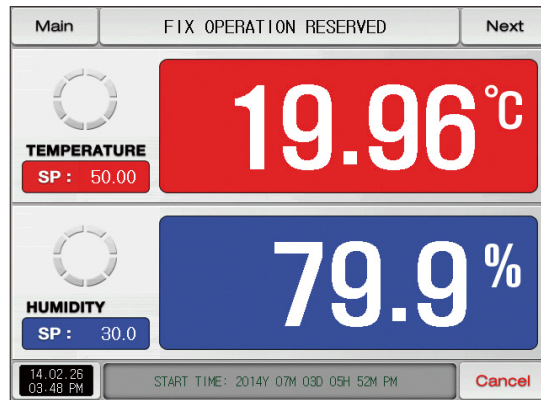 Main FIX OPERATION RESERVED Next
19.96℃
TEMPERATURE
SP : 50.00
79.9%
HUMIDITY
SP : 30.0
14.02.26
03:48 PM
START TIME: 2014Y 07M 03D 05H 52M PM
Cancel